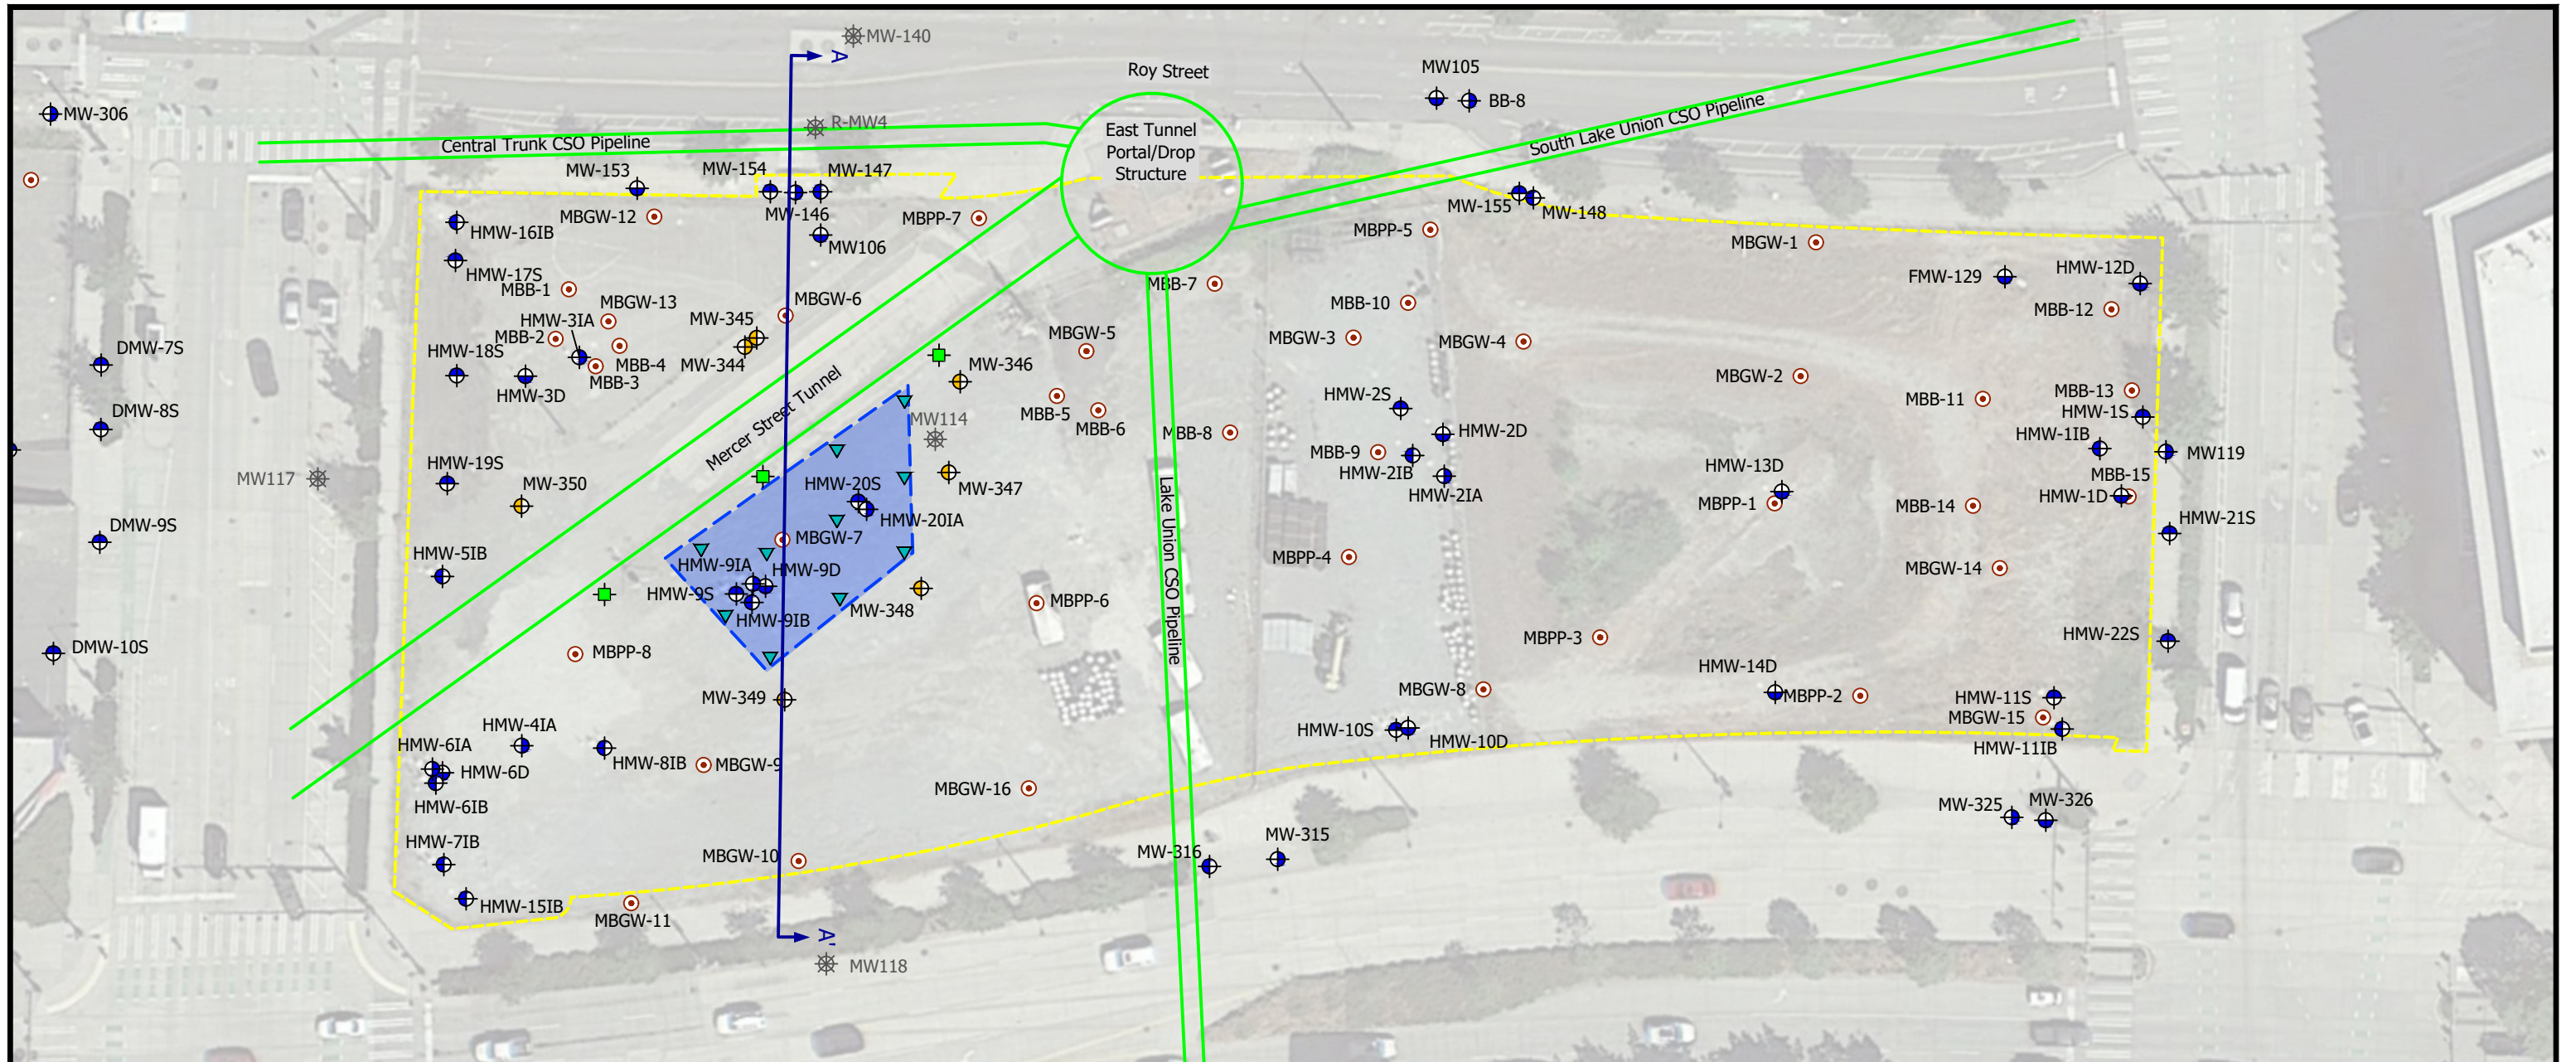 MW-140
A
Roy Street
MW105
BB-8
MW-306
R-MW4
East Tunnel
Portal/Drop
Structure
South Lake Union CSO Pipeline
Central Trunk CSO Pipeline
MW-153
MW-154
MW-147
MW-146
MBGW-12
MBPP-7
MW-155
MW-148
HMW-16IB
MW106
MBPP-5
MBGW-1
HMW-17S
MBB-1
MBB-7
FMW-129
HMW-12D
MBGW-13
MBGW-6
MBB-10
MBB-12
HMW-3IA
MW-345
MBB-2
MBGW-5
MBGW-3
MBGW-4
DMW-7S
HMW-18S
MBB-4
MW-344
MW-346
MBB-3
HMW-3D
MBGW-2
MBB-13
HMW-2S
MBB-11
DMW-8S
Mercer Street Tunnel
MW114
MBB-5
MBB-6
HMW-1S
MBB-8
HMW-2D
HMW-1IB
MBB-9
MW119
HMW-19S
HMW-13D
HMW-2IB
MBB-15
MW117
MW-350
HMW-20S
MW-347
HMW-2IA
HMW-1D
MBPP-1
MBB-14
HMW-20IA
HMW-21S
DMW-9S
MBGW-7
Lake Union CSO Pipeline
HMW-5IB
HMW-9IA
HMW-9D
MBPP-4
MBGW-14
HMW-9S
MW-348
MBPP-6
HMW-9IB
MBPP-3
HMW-22S
DMW-10S
MBPP-8
HMW-14D
MW-349
MBGW-8
MBPP-2
HMW-11S
MBGW-15
HMW-4IA
HMW-10S
HMW-10D
HMW-6IA
HMW-11IB
HMW-8IB
MBGW-9
HMW-6D
MBGW-16
HMW-6IB
MW-325
MW-326
HMW-7IB
MW-315
MBGW-10
MW-316
HMW-15IB
MBGW-11
A'
MW118